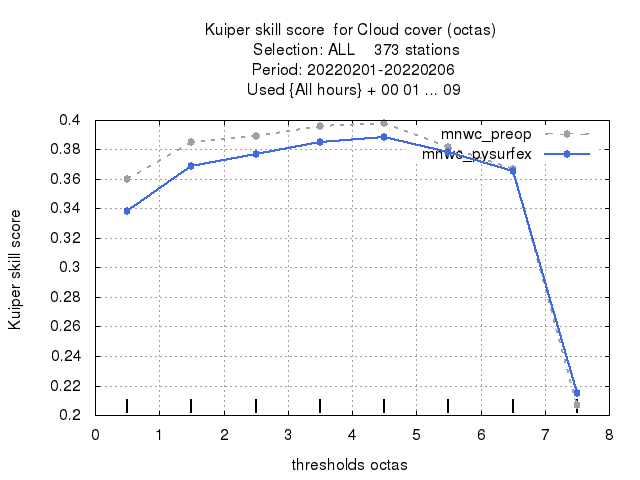 Kuiper skill score  for Cloud cover (octas)
Selection: ALL    373 stations
Period: 20220201-20220206
Used {All hours} + 00 01 ... 09
mnwc_preop
mnwc_pysurfex
Kuiper skill score
0.4
0.38
0.36
0.34
0.32
0.3
0.28
0.26
0.24
0.22
0.2
0 1 2 3 4 5 6 7 8
thresholds octas